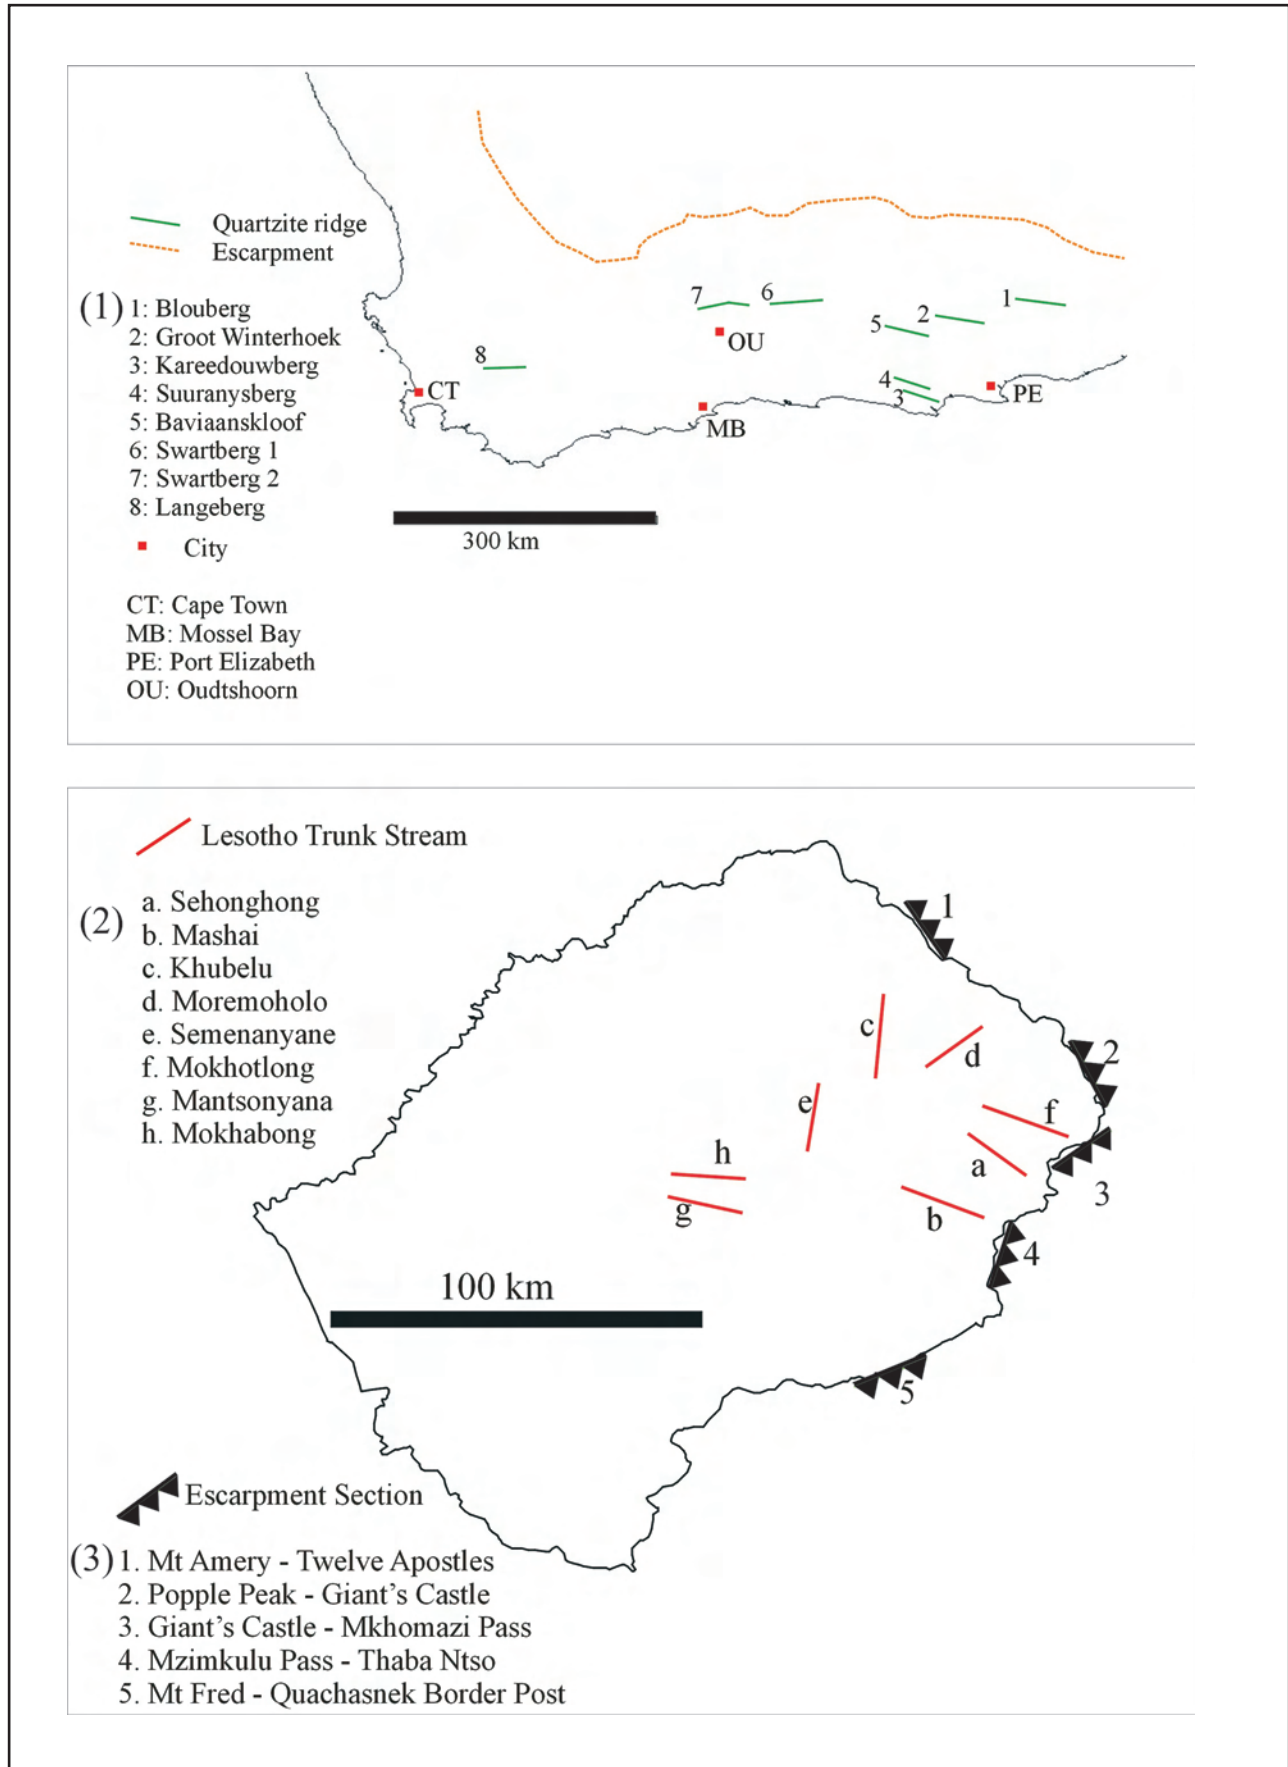 Quartzite ridge
Escarpment
(1)
1: Blouberg
2: Groot Winterhoek
3: Kareedouwberg
4: Suuranysberg
5: Baviaanskloof
6: Swartberg 1
7: Swartberg 2
8: Langeberg
City
CT: Cape Town
MB: Mossel Bay
PE: Port Elizabeth
OU: Oudtshoorn
7
6
1
2
5
OU
8
CT
4
3
PE
MB
300 km
Lesotho Trunk Stream
(2)
a. Sehonghong
b. Mashai
c. Khubelu
d. Moremoholo
e. Semenanyane
f. Mokhotlong
g. Mantsonyana
h. Mokhabong
1
c
d
2
e
f
h
a
3
g
b
4
100 km
5
Escarpment Section
(3)
1. Mt Amery - Twelve Apostles
2. Popple Peak - Giant's Castle
3. Giant's Castle - Mkhomazi Pass
4. Mzimkulu Pass - Thaba Ntso
5. Mt Fred - Quachasnek Border Post